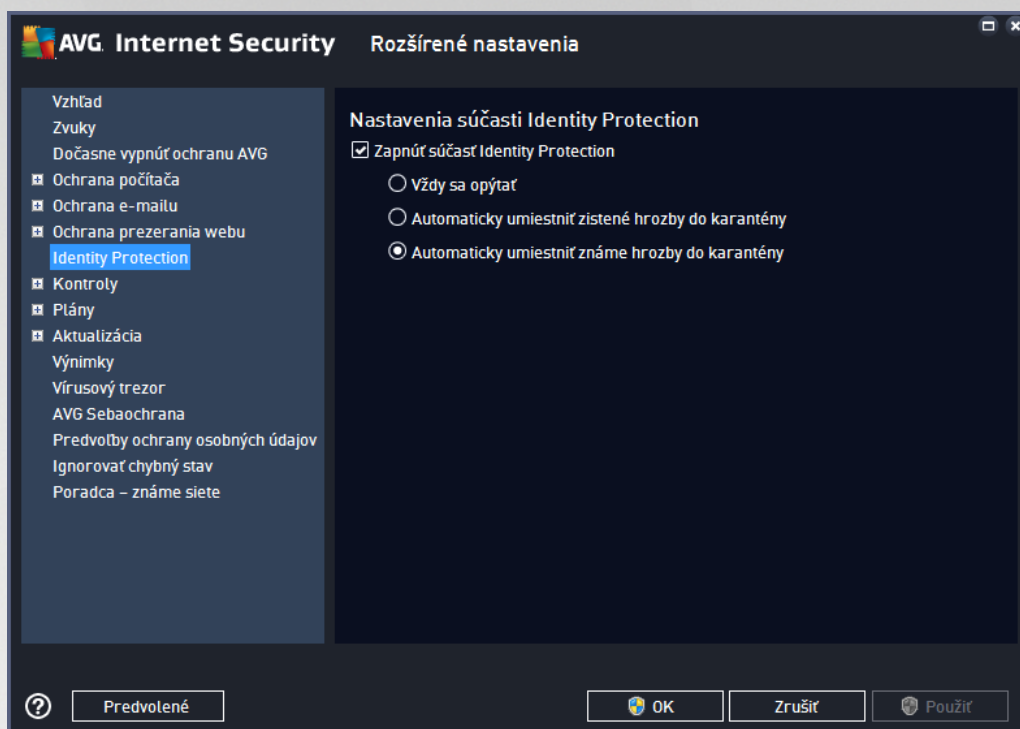 AVG. Internet Security Rozšírené nastavenia
Vzhľad
Zvuky
Dočasne vypnúť ochranu AVG
Ochrana počítača
Ochrana e-mailu
Ochrana prezerania webu
Identity Protection
Kontroly
Plány
Aktualizácia
Výnimky
Vírusový trezor
AVG Sebaochrana
Predvoľby ochrany osobných údajov
Ignorovať chybný stav
Poradca – známe siete
Nastavenia súčasti Identity Protection
Zapnúť súčasť Identity Protection
Vždy sa opýtať
Automaticky umiestniť zistené hrozby do karantény
Automaticky umiestniť známe hrozby do karantény
Predvolené
OK
Zrušiť
Použiť